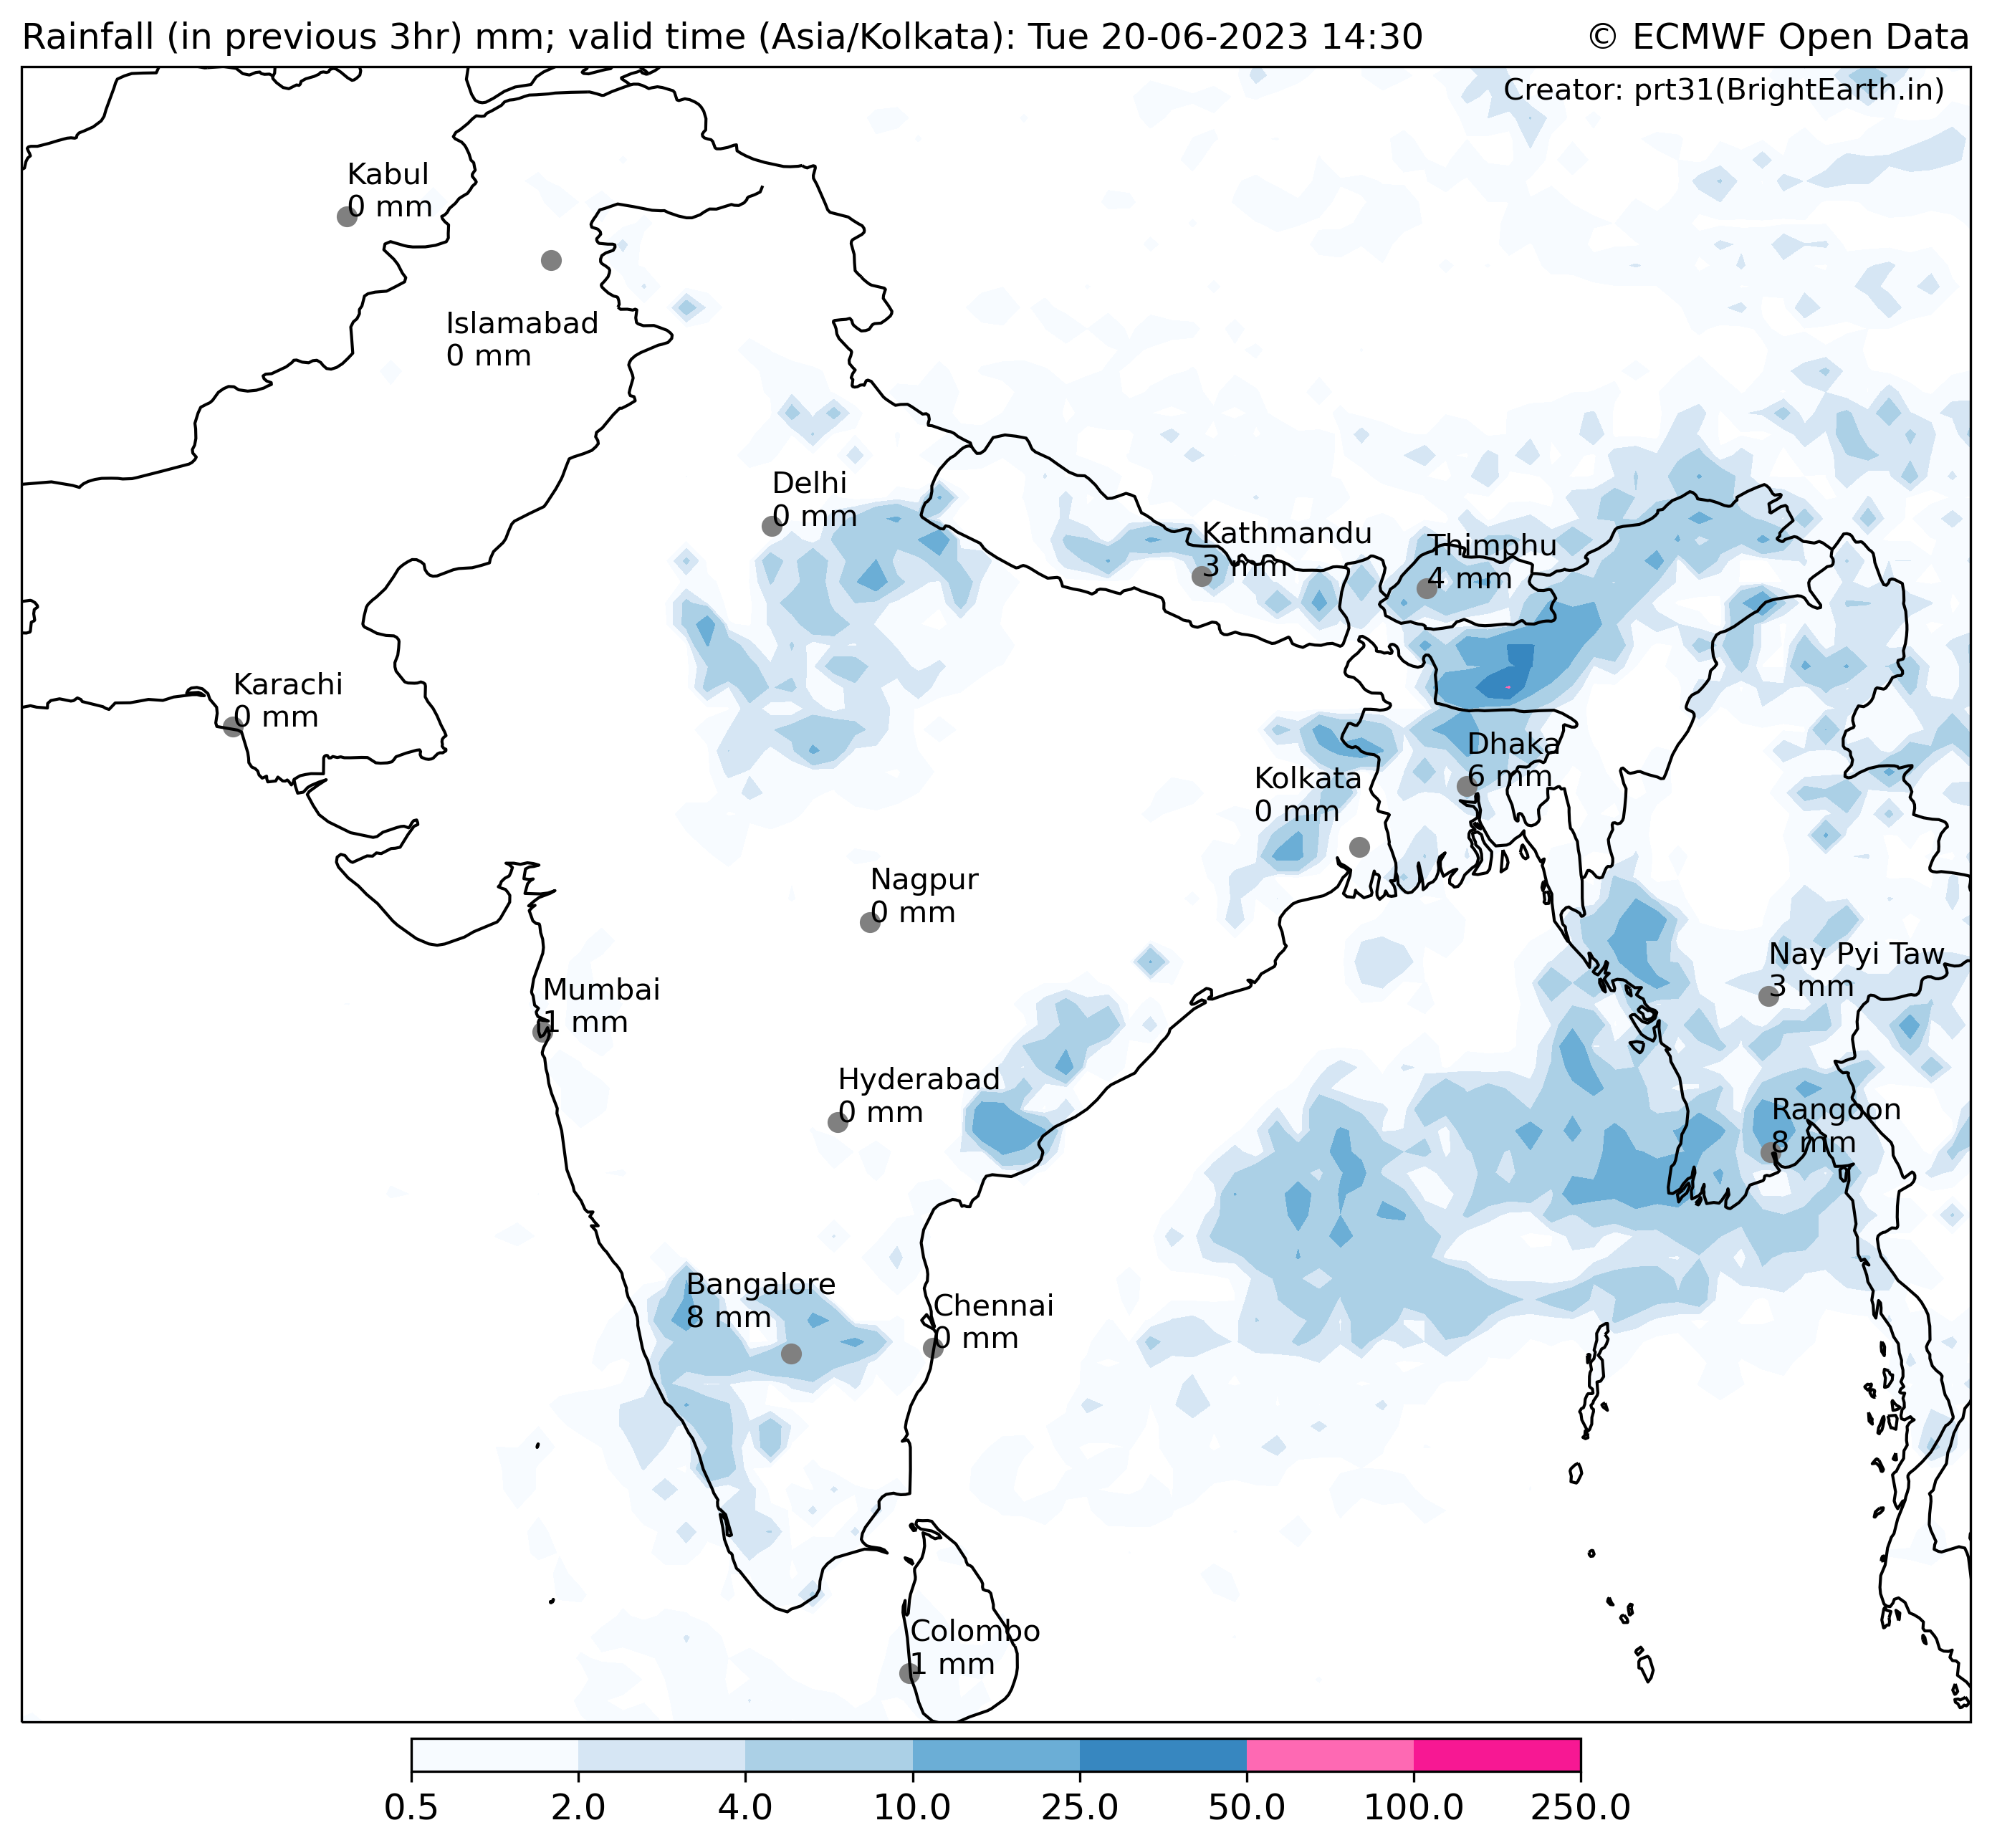 Rainfall (in previous 3hr) mm; valid time (Asia/Kolkata): Tue 20-06-2023 14:30
© ECMWF Open Data
Creator: prt31(BrightEarth.in)
Kabul
0 mm
Islamabad
0 mm
Delhi
0 mm
Kathmandu
3 mm
Thimphu
4 mm
Karachi
0 mm
Dhaka
6 mm
Kolkata
0 mm
Nagpur
0 mm
Nay Pyi Taw
3 mm
Mumbai
1 mm
Hyderabad
0 mm
Rangoon
8 mm
Bangalore
8 mm
Chennai
0 mm
Colombo
1 mm
0.5 2.0 4.0 10.0 25.0 50.0 100.0 250.0